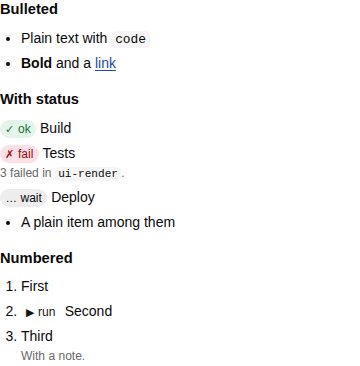 Bulleted
• Plain text with code
• Bold and a link
With status
✓ ok Build
✗ fail Tests
3 failed in ui-render.
... wait Deploy
• A plain item among them
Numbered
1. First
2. ▶ run Second
3. Third
With a note.